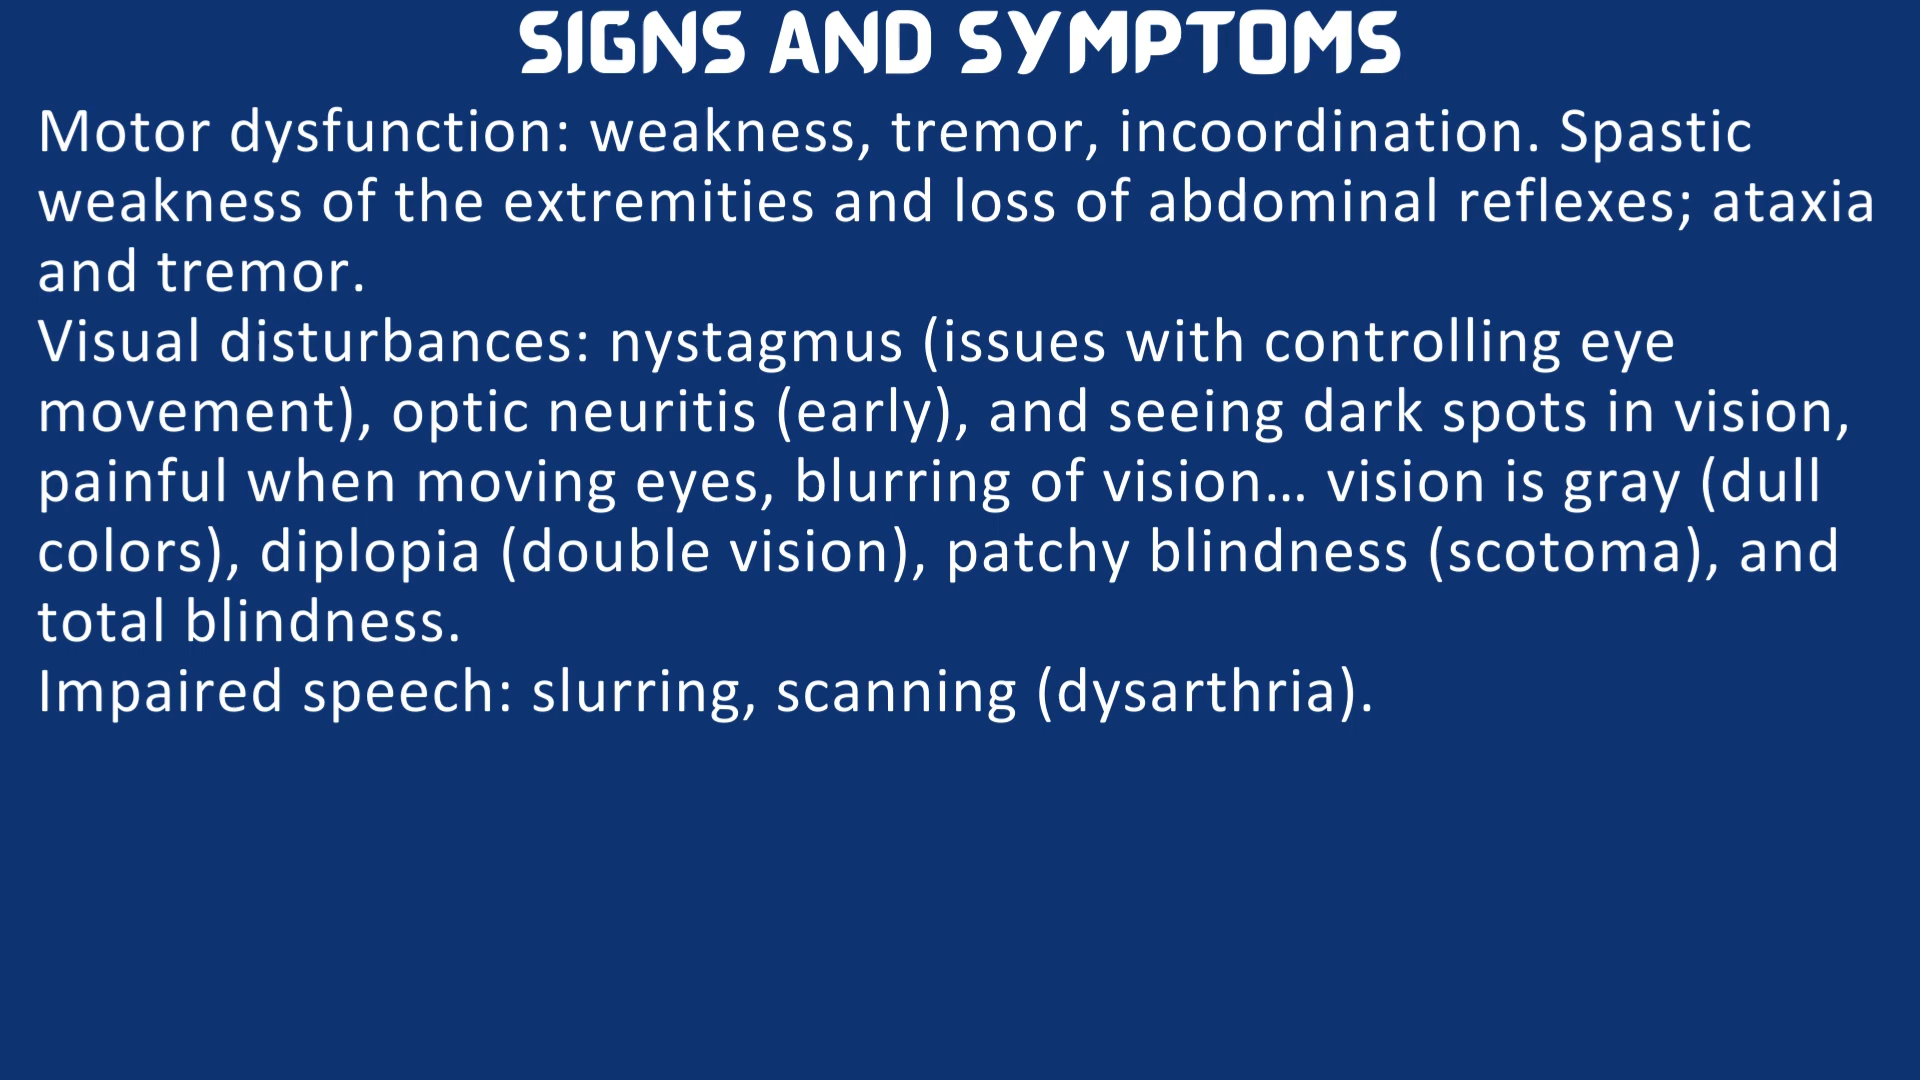 SIGNS AND SYMPTOMS
Motor dysfunction: weakness, tremor, incoordination. Spastic
weakness of the extremities and loss of abdominal reflexes; ataxia
and tremor.
Visual disturbances: nystagmus (issues with controlling eye
movement), optic neuritis (early), and seeing dark spots in vision,
painful when moving eyes, blurring of vision… vision is gray (dull
colors), diplopia (double vision), patchy blindness (scotoma), and
total blindness.
Impaired speech: slurring, scanning (dysarthria).